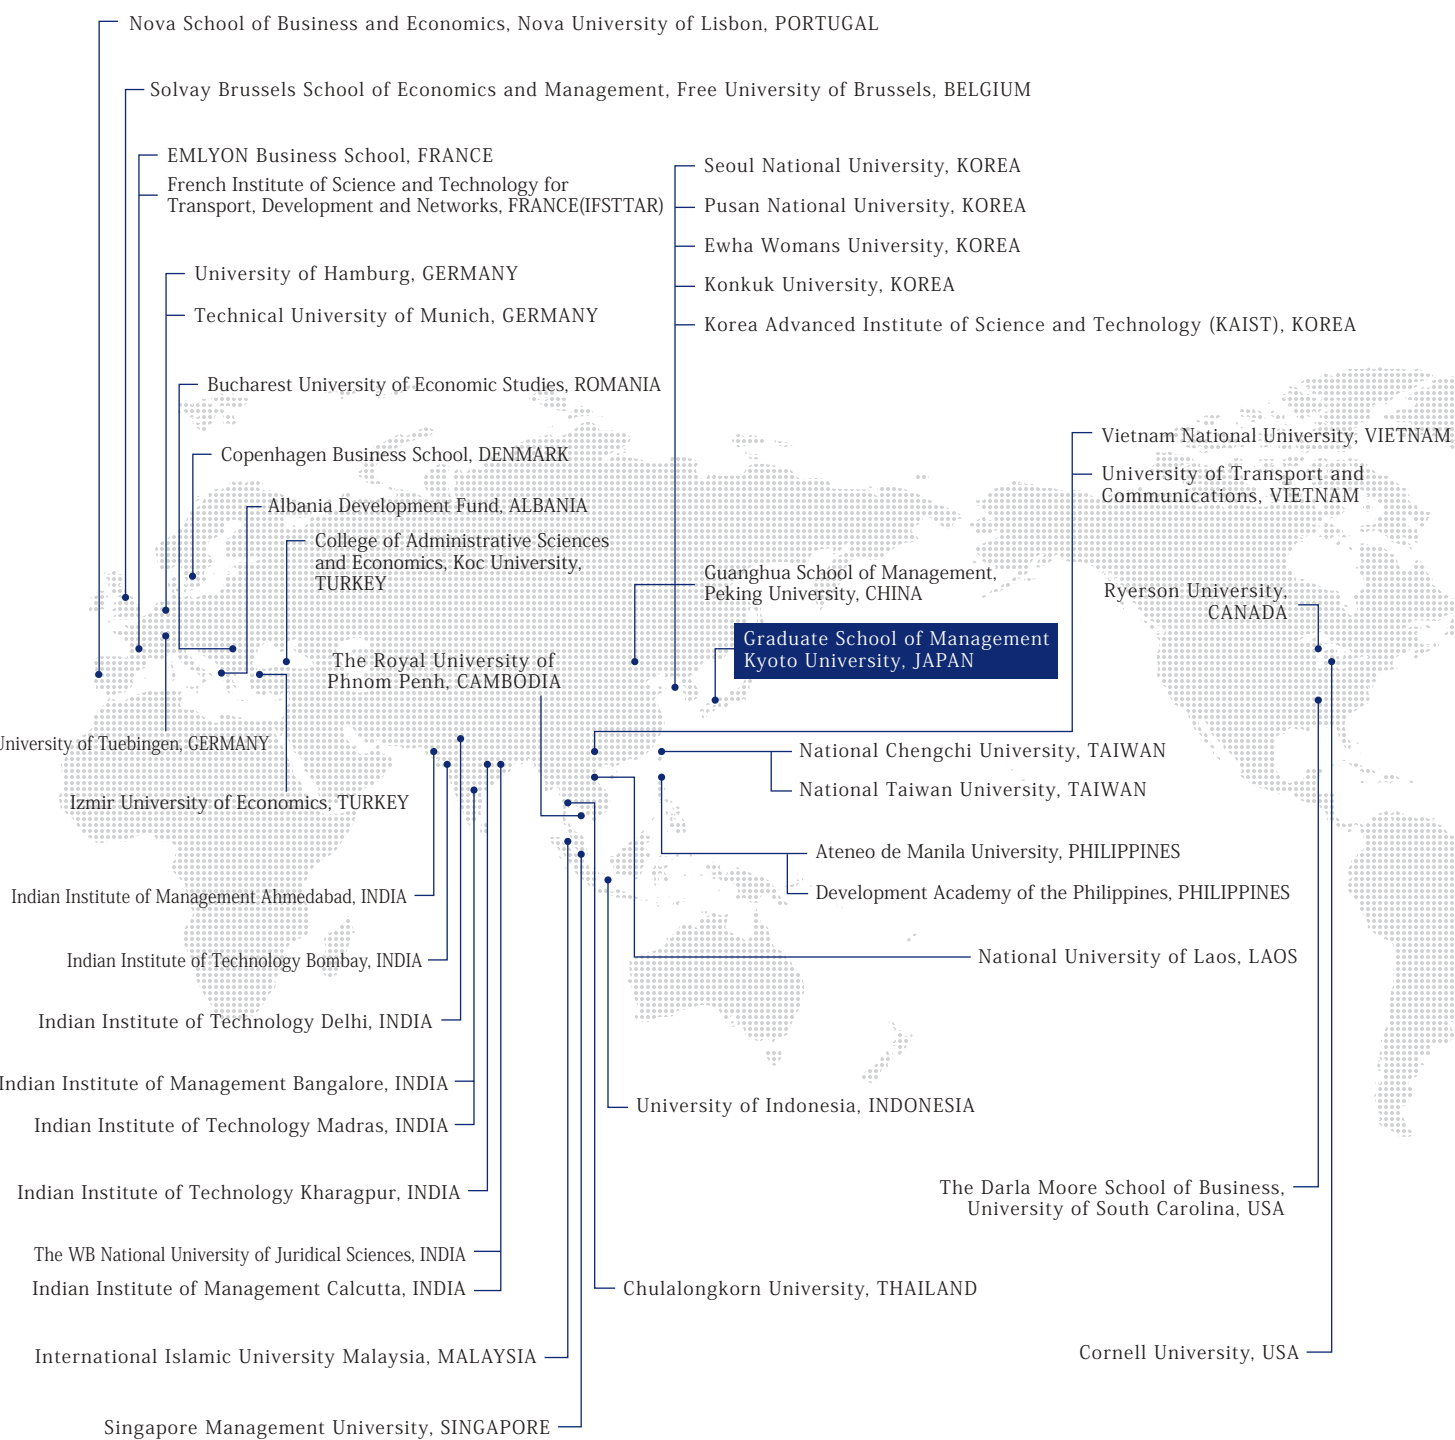 Nova School of Business and Economics, Nova University of Lisbon, PORTUGAL
Solvay Brussels School of Economics and Management, Free University of Brussels, BELGIUM
EMLYON Business School, FRANCE
French Institute of Science and Technology for
Transport, Development and Networks, FRANCE(IFSTTAR)
University of Hamburg, GERMANY
Technical University of Munich, GERMANY
Bucharest University of Economic Studies, ROMANIA
Copenhagen Business School, DENMARK
Albania Development Fund, ALBANIA
College of Administrative Sciences
and Economics, Koc University,
TURKEY
Seoul National University, KOREA
Pusan National University, KOREA
Ewha Womans University, KOREA
Konkuk University, KOREA
Korea Advanced Institute of Science and Technology (KAIST), KOREA
Vietnam National University, VIETNAM
University of Transport and
Communications, VIETNAM
Guanghua School of Management,
Peking University, CHINA
Ryerson University,
CANADA
Graduate School of Management
Kyoto University, JAPAN
The Royal University of
Phnom Penh, CAMBODIA
University of Tuebingen, GERMANY
Izmir University of Economics, TURKEY
National Chengchi University, TAIWAN
National Taiwan University, TAIWAN
Ateneo de Manila University, PHILIPPINES
Development Academy of the Philippines, PHILIPPINES
Indian Institute of Management Ahmedabad, INDIA
Indian Institute of Technology Bombay, INDIA
National University of Laos, LAOS
Indian Institute of Technology Delhi, INDIA
Indian Institute of Management Bangalore, INDIA
Indian Institute of Technology Madras, INDIA
University of Indonesia, INDONESIA
Indian Institute of Technology Kharagpur, INDIA
The Darla Moore School of Business,
University of South Carolina, USA
The WB National University of Juridical Sciences, INDIA
Indian Institute of Management Calcutta, INDIA
Chulalongkorn University, THAILAND
International Islamic University Malaysia, MALAYSIA
Cornell University, USA
Singapore Management University, SINGAPORE